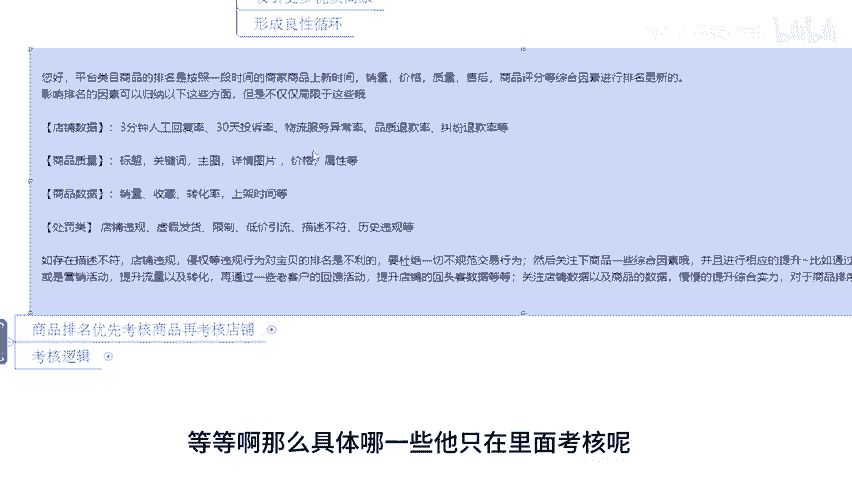 形成良性循环
bilibili
您好，平台类目商品的排名是按照一段时间的商家商品上新时间，销量，价格，质量，售后，商品评分等综合因素进行排名更新的。
影响排名的因素可以归纳以下这些方面，但是不仅仅局限于这些哦
【店铺数据】：3分钟人工回复率、30天投诉率、物流服务异常率、品质退款率、纠纷退款率等
【商品质量】：标题，关键词，主图，详情图片，价格，属性等
【商品数据】：销量、收藏、转化率，上架时间等
【处罚类】 店铺违规、虚假发货、限制、低价引流、描述不符、历史违规等
如存在描述不符，店铺违规，侵权等违规行为对宝贝的排名是不利的，要杜绝一切不规范交易行为；然后关注下商品一些综合因素哦，并且进行相应的提升~比如通过
或是营销活动，提升流量以及转化，再通过一些老客户的回馈活动，提升店铺的回头客数据等等；关注店铺数据以及商品的数据，慢慢的提升综合实力，对于商品排序
商品排名优先考核商品再考核店铺
考核逻辑
等等啊那么具体哪一些他只在里面考核呢